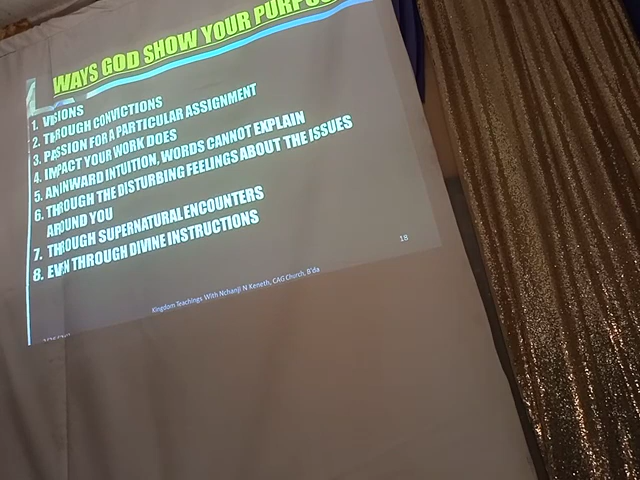 WAYS GOD SHOW YOUR
1. VISIONS
2. THROUGH CONVICTIONS
3. PASSION FOR A PARTICULAR ASSIGNMENT
4. IMPACT YOUR WORK DOES
5. AN INWARD INTUITION, WORDS CANNOT EXPLAIN
6. THROUGH THE DISTURBING FEELINGS ABOUT THE ISSUES
AROUND YOU
7. THOUGH SUPERNATURAL ENCOUNTERS
8. EVEN THROUGH DIVINE INSTRUCTIONS
Kingdom Teachings With Nchanji N Keneth, CAG Church, B'da
18